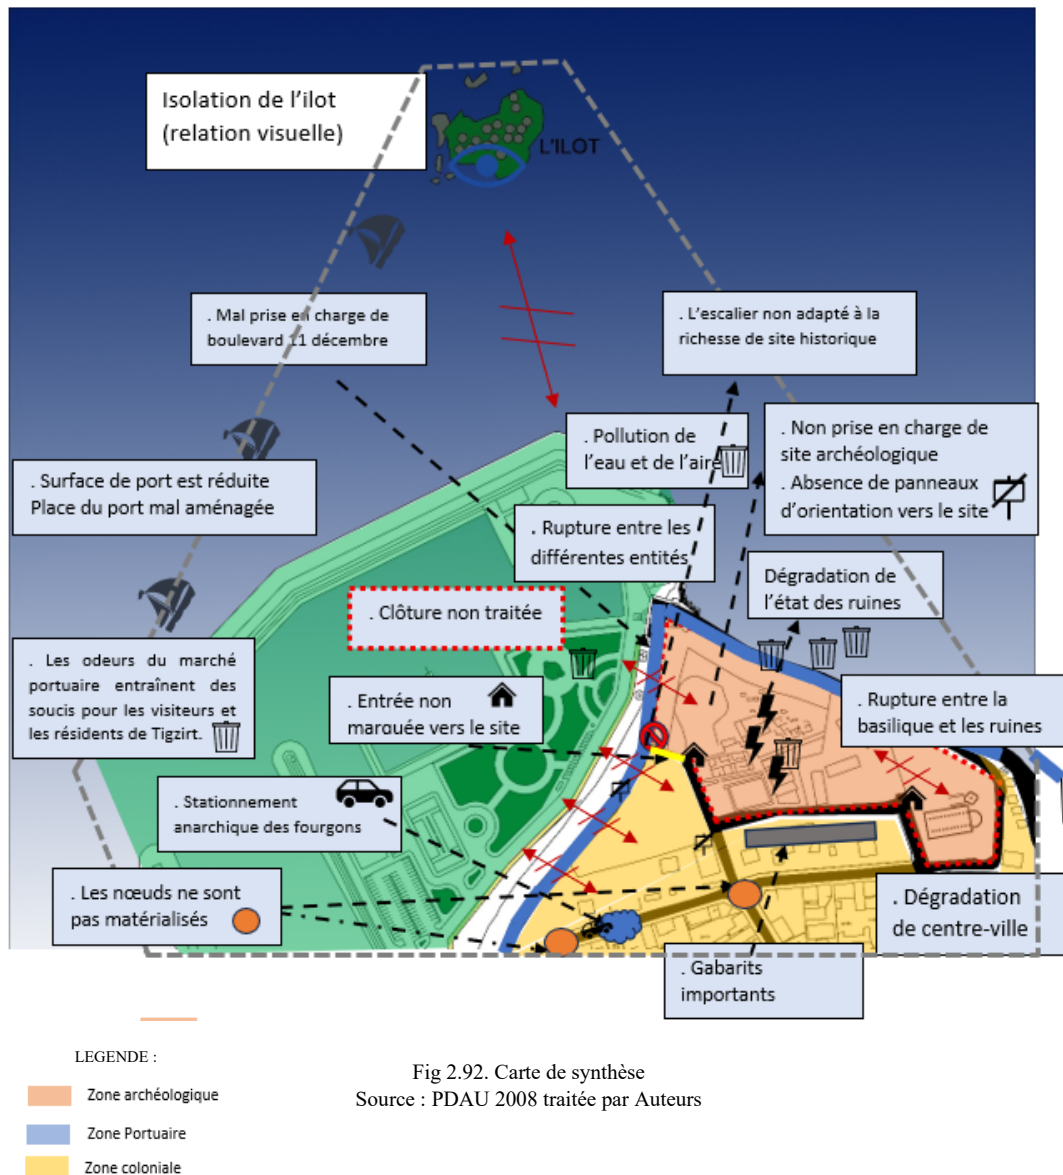 Isolation de l'ilot
(relation visuelle)
L'ILOT
. Mal prise en charge de
boulevard 11 décembre
. L'escalier non adapté à la
richesse de site historique
. Pollution de
l'eau et de l'aire
. Non prise en charge de
site archéologique
. Absence de panneaux
d'orientation vers le site
. Surface de port est réduite
Place du port mal aménagée
. Rupture entre les
différentes entités
Dégradation de
l'état des ruines
. Clôture non traitée
. Les odeurs du marché
portuaire entraînent des
soucis pour les visiteurs et
les résidents de Tigzirt.
. Entrée non
marquée vers le site
. Rupture entre la
basilique et les ruines
. Stationnement
anarchique des fourgons
. Les nœuds ne sont
pas matérialisés
. Dégradation
de centre-ville
. Gabarits
importants
LEGENDE :
Zone archéologique
Zone Portuaire
Zone coloniale
Fig 2.92. Carte de synthèse
Source : PDAU 2008 traitée par Auteurs